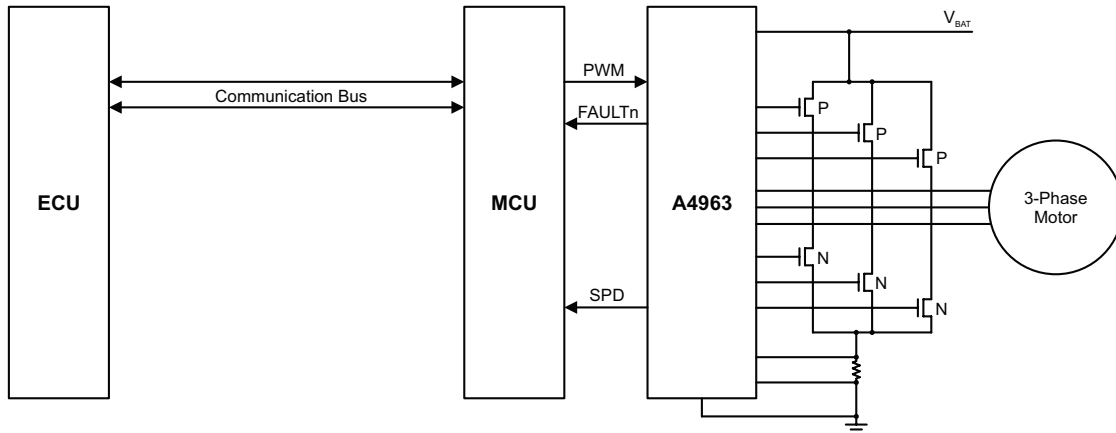 V_BAT
PWM
P
Communication Bus
FAULTn
P
P
ECU
MCU
A4963
3-Phase
Motor
N
N
SPD
N